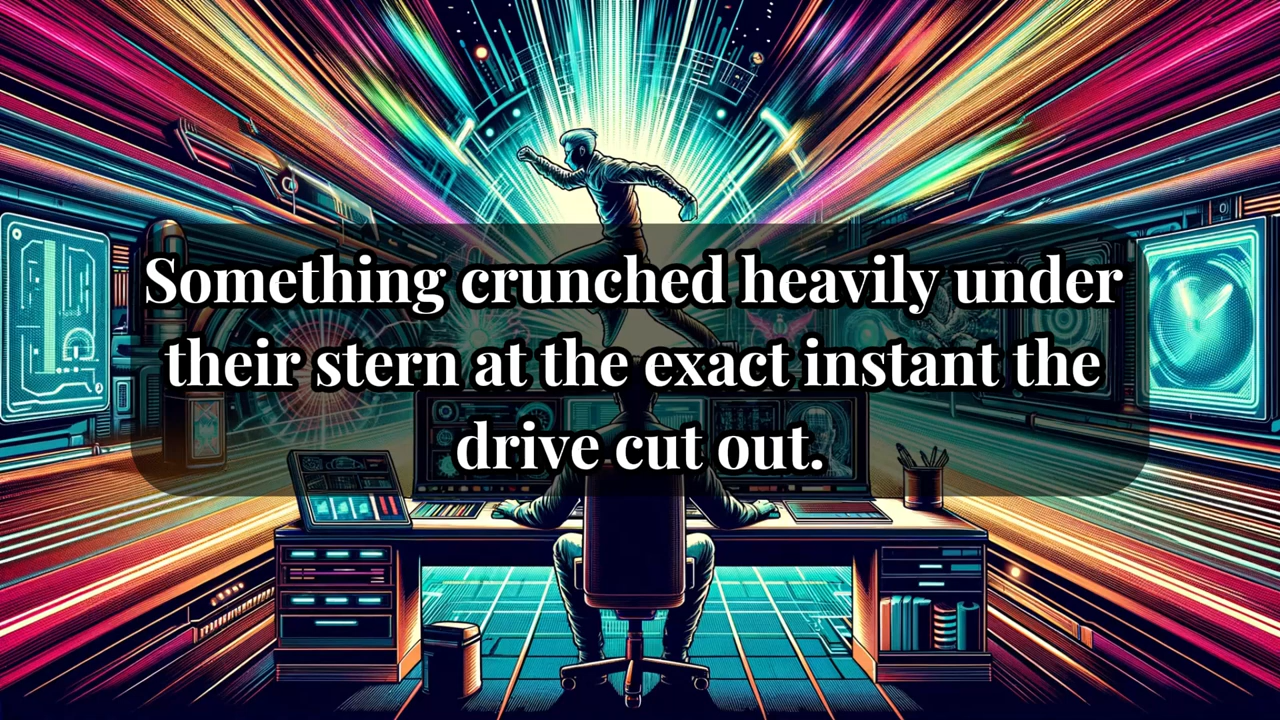 Something crunched heavily under
their stern at the exact instant the
drive cut out.